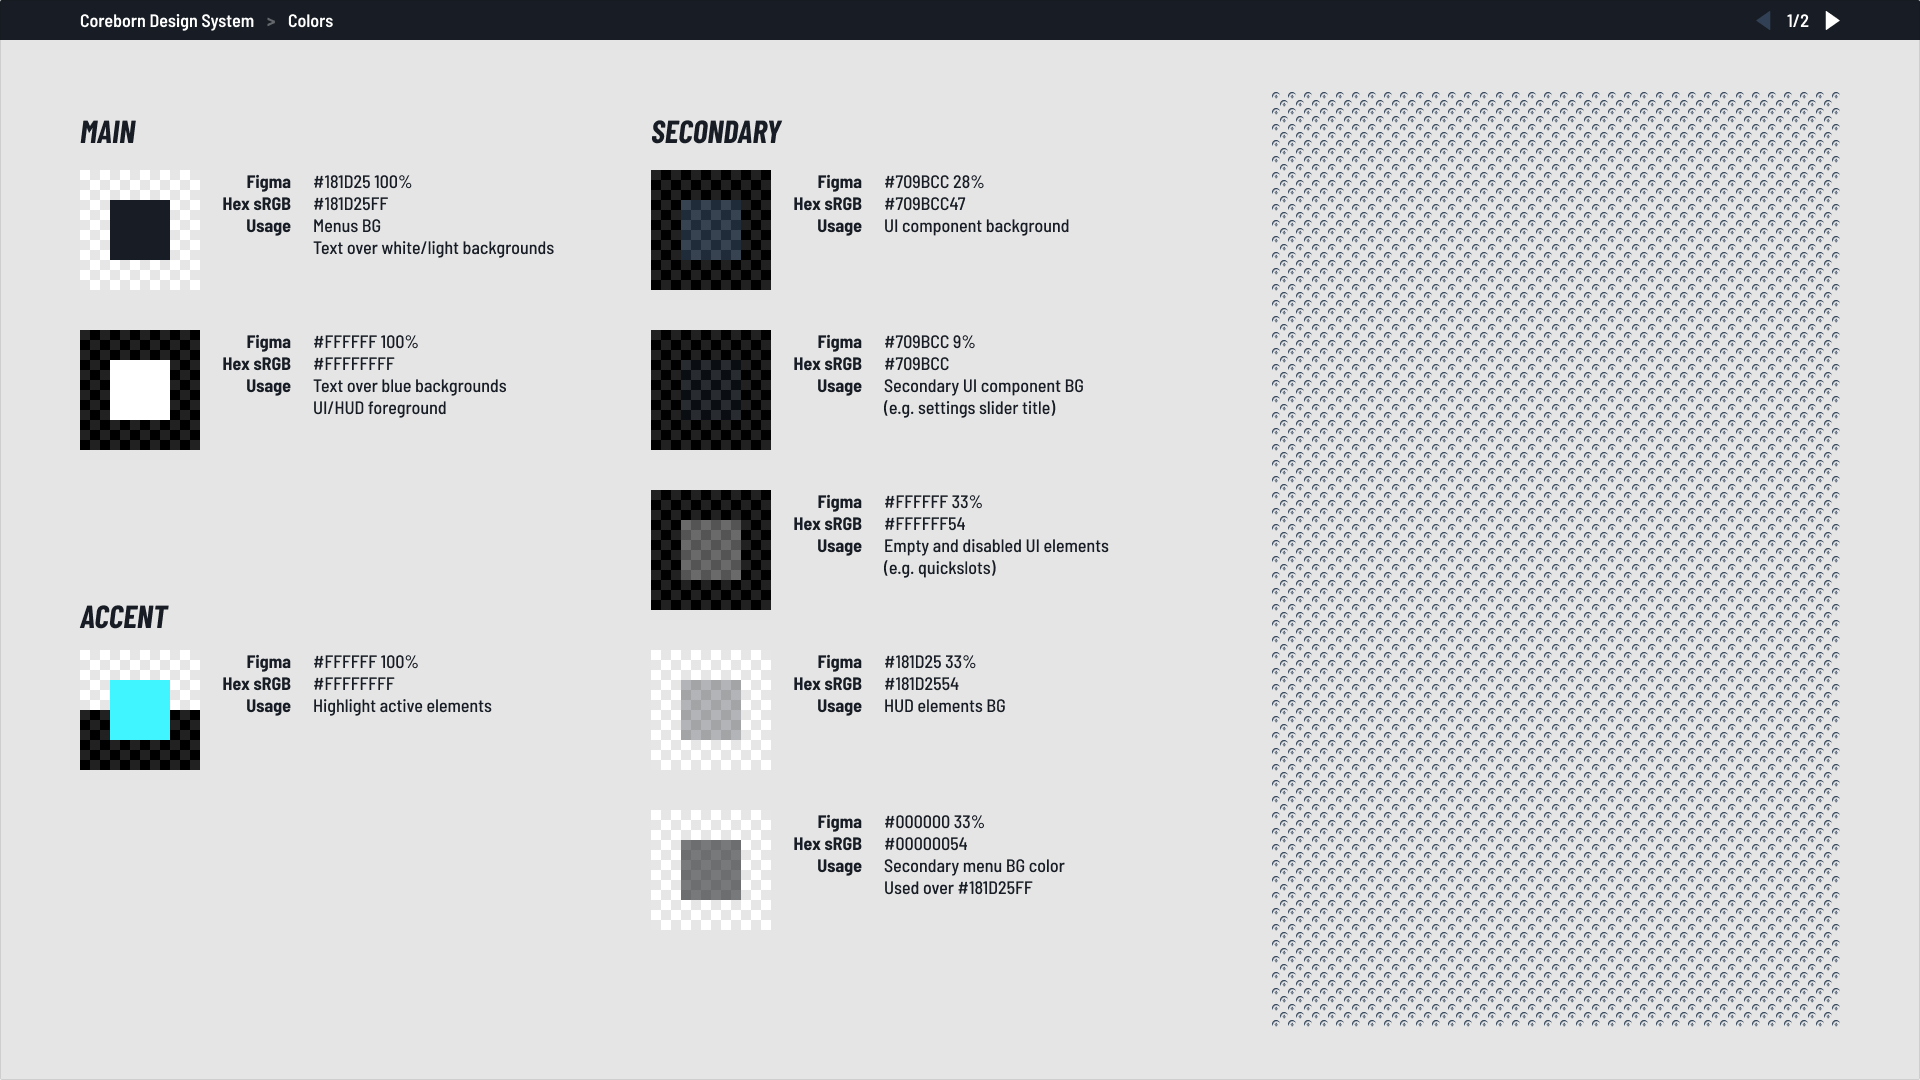 Coreborn Design System > Colors
1/2
MAIN
Figma #181D25 100%
Hex sRGB #181D25FF
Usage Menus BG
Text over white/light backgrounds
Figma #FFFFFF 100%
Hex sRGB #FFFFFFFF
Usage Text over blue backgrounds
UI/HUD foreground
ACCENT
Figma #FFFFFF 100%
Hex sRGB #FFFFFFFF
Usage Highlight active elements
SECONDARY
Figma #709BCC 28%
Hex sRGB #709BCC47
Usage UI component background
Figma #709BCC 9%
Hex sRGB #709BCC
Usage Secondary UI component BG
(e.g. settings slider title)
Figma #FFFFFF 33%
Hex sRGB #FFFFFF54
Usage Empty and disabled UI elements
(e.g. quickslots)
Figma #181D25 33%
Hex sRGB #181D2554
Usage HUD elements BG
Figma #000000 33%
Hex sRGB #00000054
Usage Secondary menu BG color
Used over #181D25FF